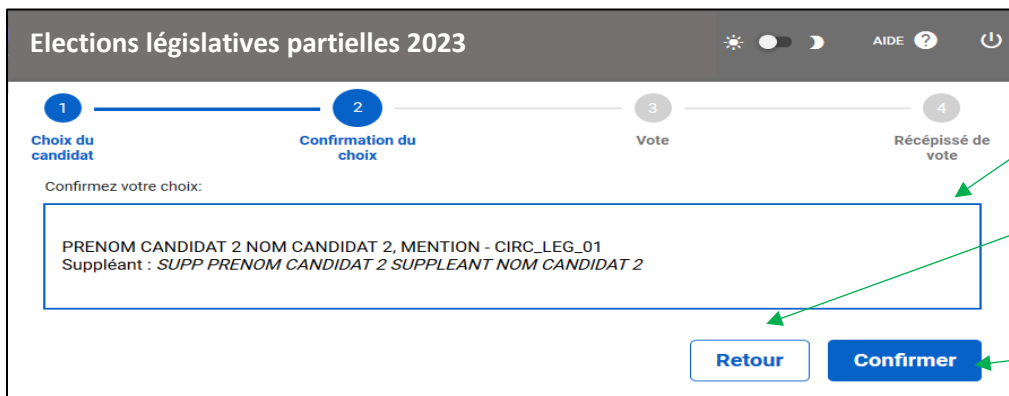 Elections législatives partielles 2023
AIDE ?
1
2
3
4
Choix du
candidat
Confirmation du
choix
Vote
Récépissé de
vote
Confirmez votre choix:
PRENOM CANDIDAT 2 NOM CANDIDAT 2, MENTION - CIRC_LEG_01
Suppléant : SUPP PRENOM CANDIDAT 2 SUPPLEANT NOM CANDIDAT 2
Retour
Confirmer